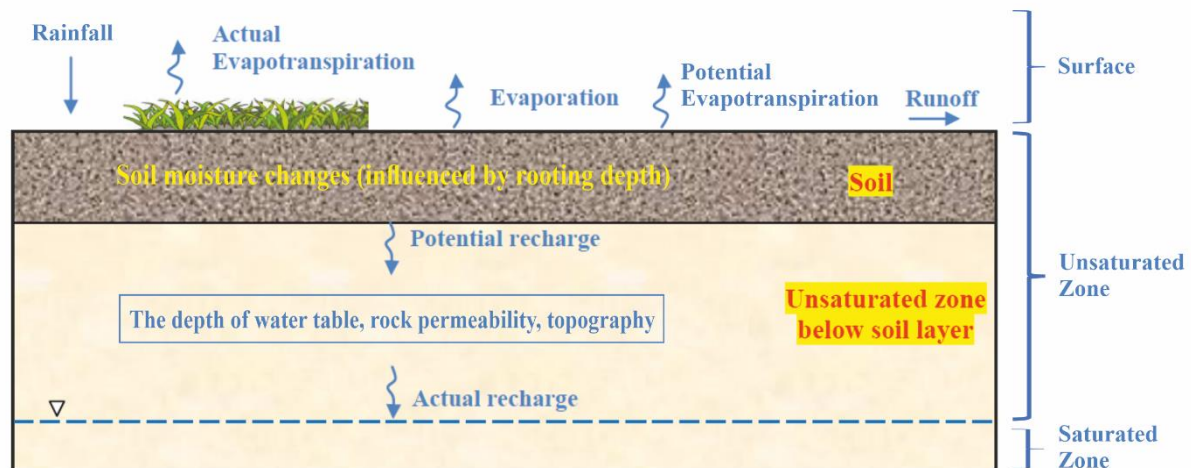 Rainfall
Actual
Evapotranspiration
Evaporation
Potential
Evapotranspiration
Runoff
Surface
Soil moisture changes (influenced by rooting depth)
Soil
Potential recharge
Unsaturated
Zone
The depth of water table, rock permeability, topography
Unsaturated zone
below soil layer
Actual recharge
Saturated
Zone